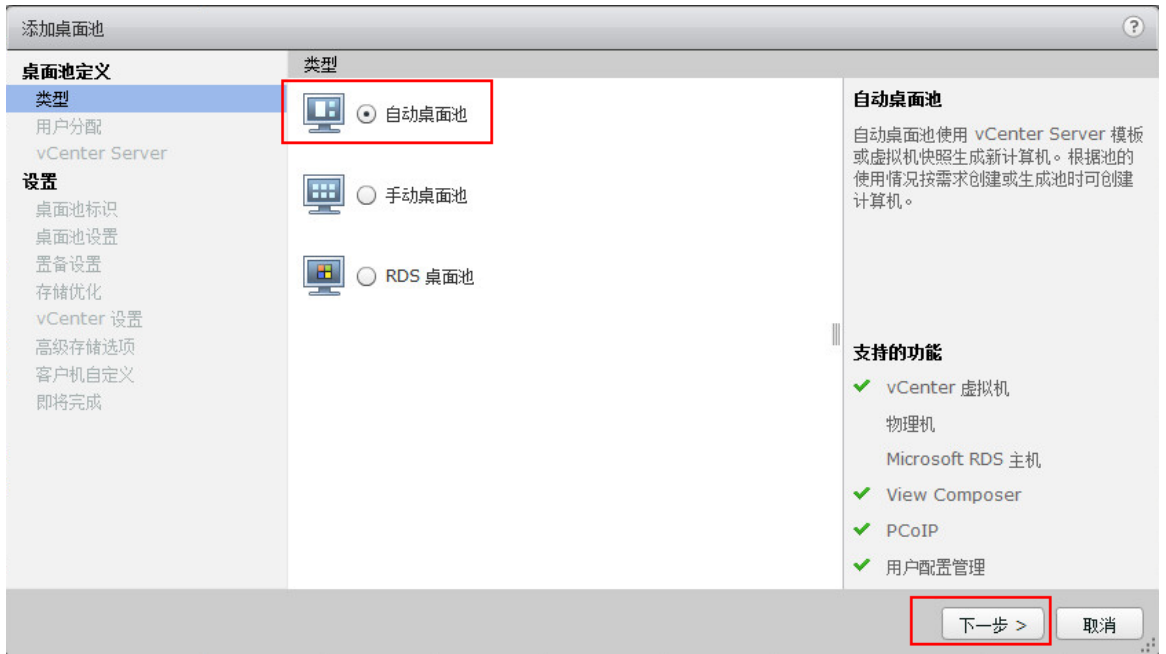 添加桌面池
?
桌面池定义
类型
用户分配
vCenter Server
设置
桌面池标识
桌面池设置
置备设置
存储优化
vCenter 设置
高级存储选项
客户机自定义
即将完成
类型
自动桌面池
手动桌面池
RDS 桌面池
自动桌面池
自动桌面池使用 vCenter Server 模板
或虚拟机快照生成新计算机。根据池的
使用情况按需求创建或生成池时可创建
计算机。
支持的功能
vCenter 虚拟机
物理机
Microsoft RDS 主机
View Composer
PCoIP
用户配置管理
下一步 >
取消